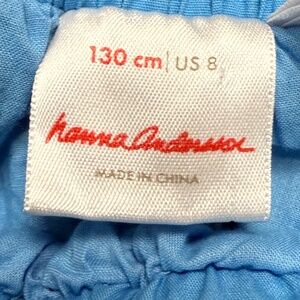 130 cm | US 8
hanna andersson
MADE IN CHINA